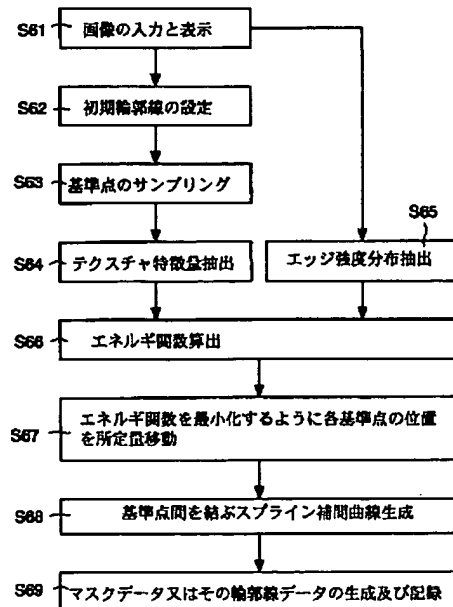 S61 画像の入力と表示
S62 初期輪郭線の設定
S63 基準点のサンプリング
S65
S64 テクスチャ特徴量抽出 エッジ強度分布抽出
S66 エネルギ関数算出
S67 エネルギ関数を最小化するように各基準点の位置
を所定量移動
S68 基準点間を結ぶスプライン補間曲線生成
S69 マスクデータ又はその輪郭線データの生成及び記録